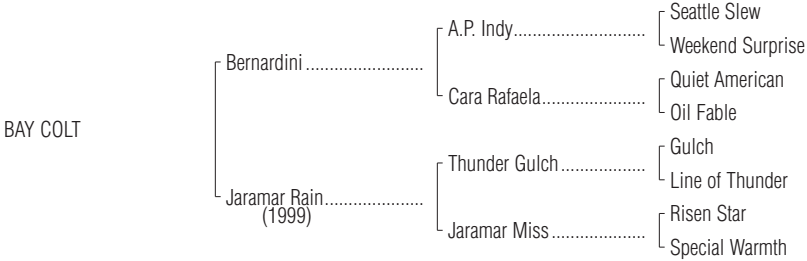 Seattle Slew
A.P. Indy..............................
Weekend Surprise
Bernardini ..........................
Quiet American
Cara Rafaela.......................
Oil Fable
BAY COLT
Gulch
Thunder Gulch...................
Line of Thunder
Jaramar Rain......................
(1999)
Risen Star
Jaramar Miss .....................
Special Warmth